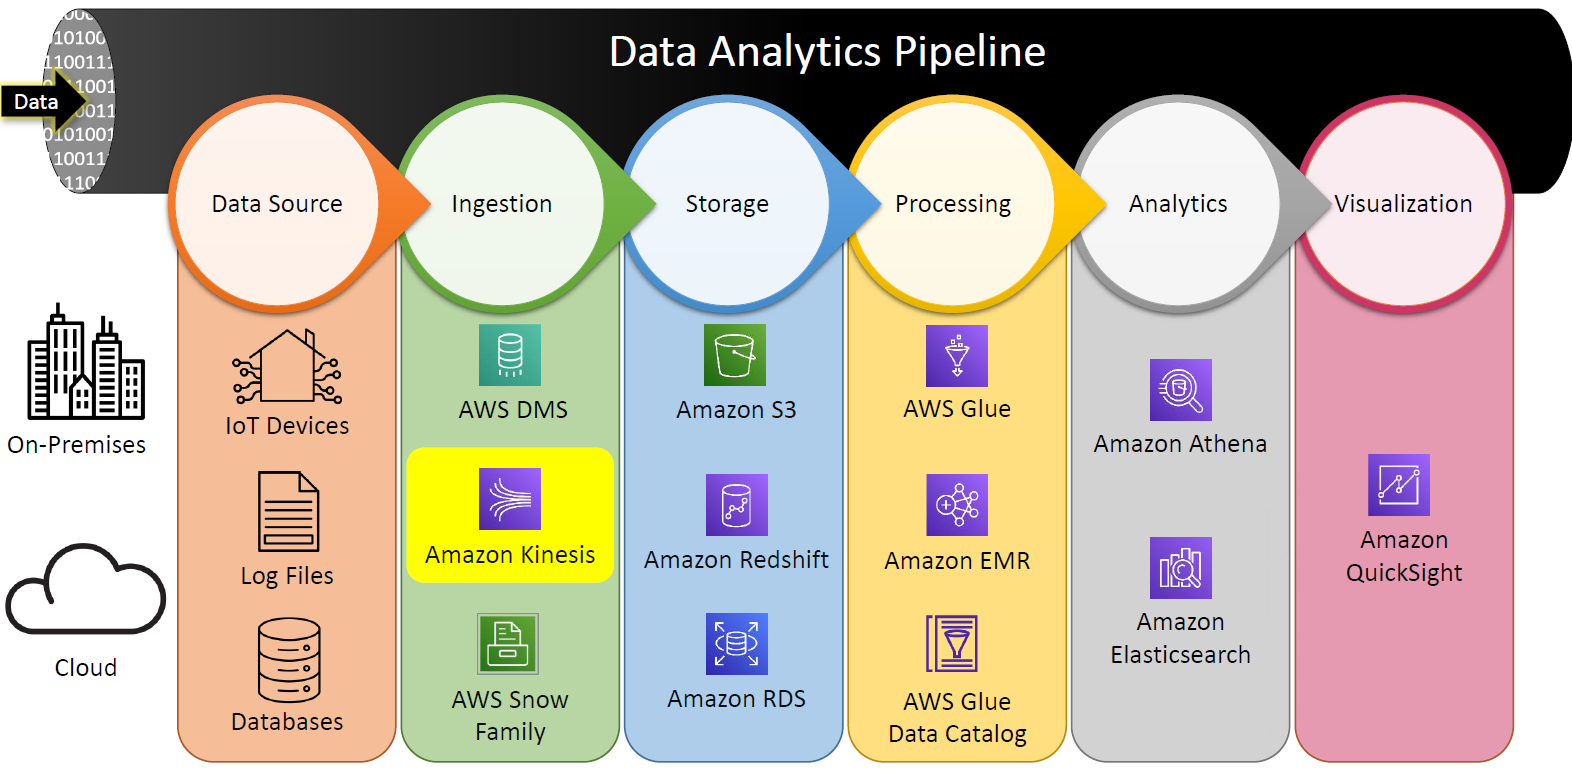 Data Analytics Pipeline
Data
Data Source
Ingestion
Storage
Processing
Analytics
Visualization
On-Premises
Cloud
IoT Devices
Log Files
Databases
AWS DMS
Amazon Kinesis
AWS Snow
Family
Amazon S3
Amazon Redshift
Amazon RDS
AWS Glue
Amazon EMR
AWS Glue
Data Catalog
Amazon Athena
Amazon
Elasticsearch
Amazon
QuickSight